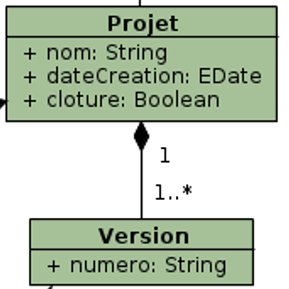 Projet
+ nom: String
+ dateCreation: EDate
+ cloture: Boolean
1
1..*
Version
+ numero: String